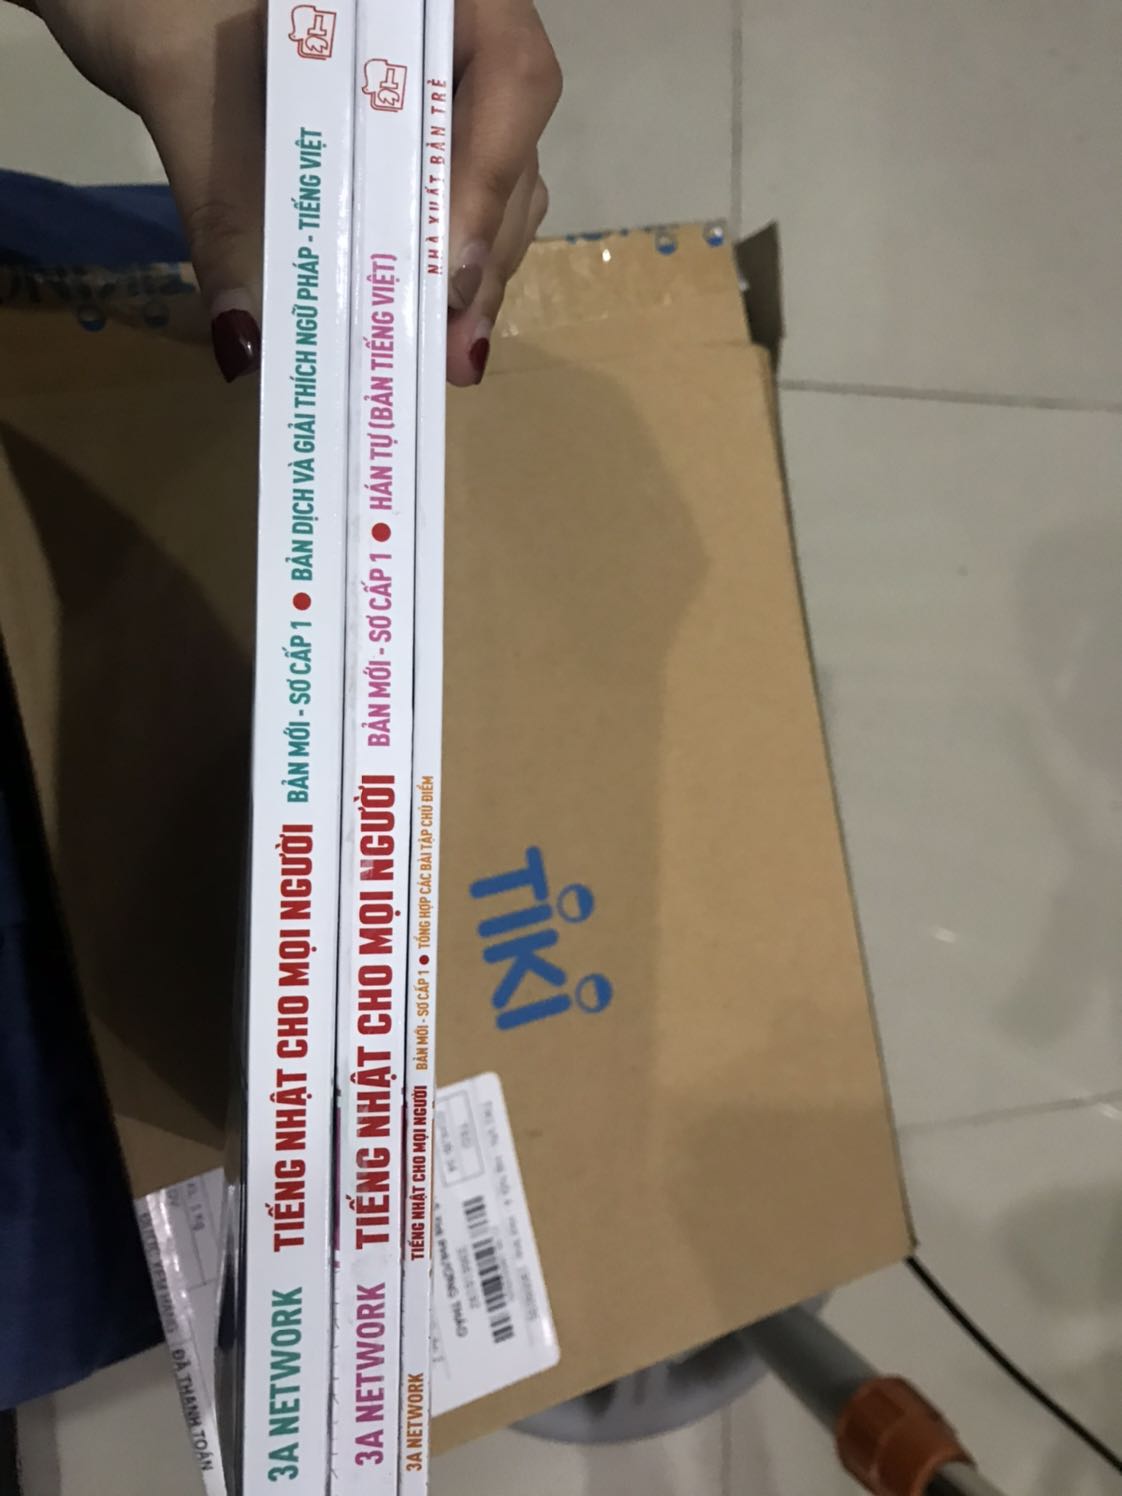 3A NETWORK TIẾNG NHẬT CHO MỌI NGƯỜI BẢN MỚI - SƠ CẤP 1 ● BẢN DỊCH VÀ GIẢI THÍCH NGỮ PHÁP - TIẾNG VIỆT
3A NETWORK TIẾNG NHẬT CHO MỌI NGƯỜI BẢN MỚI - SƠ CẤP 1 ● HÁN TỰ (BẢN TIẾNG VIỆT)
3A NETWORK TIẾNG NHẬT CHO MỌI NGƯỜI BẢN MỚI - SƠ CẤP 1 ● TỔNG HỢP CÁC BÀI TẬP CHỦ ĐIỂM NHÀ XUẤT BẢN TRẺ
TiKi
ĐÃ THANH TOÁN